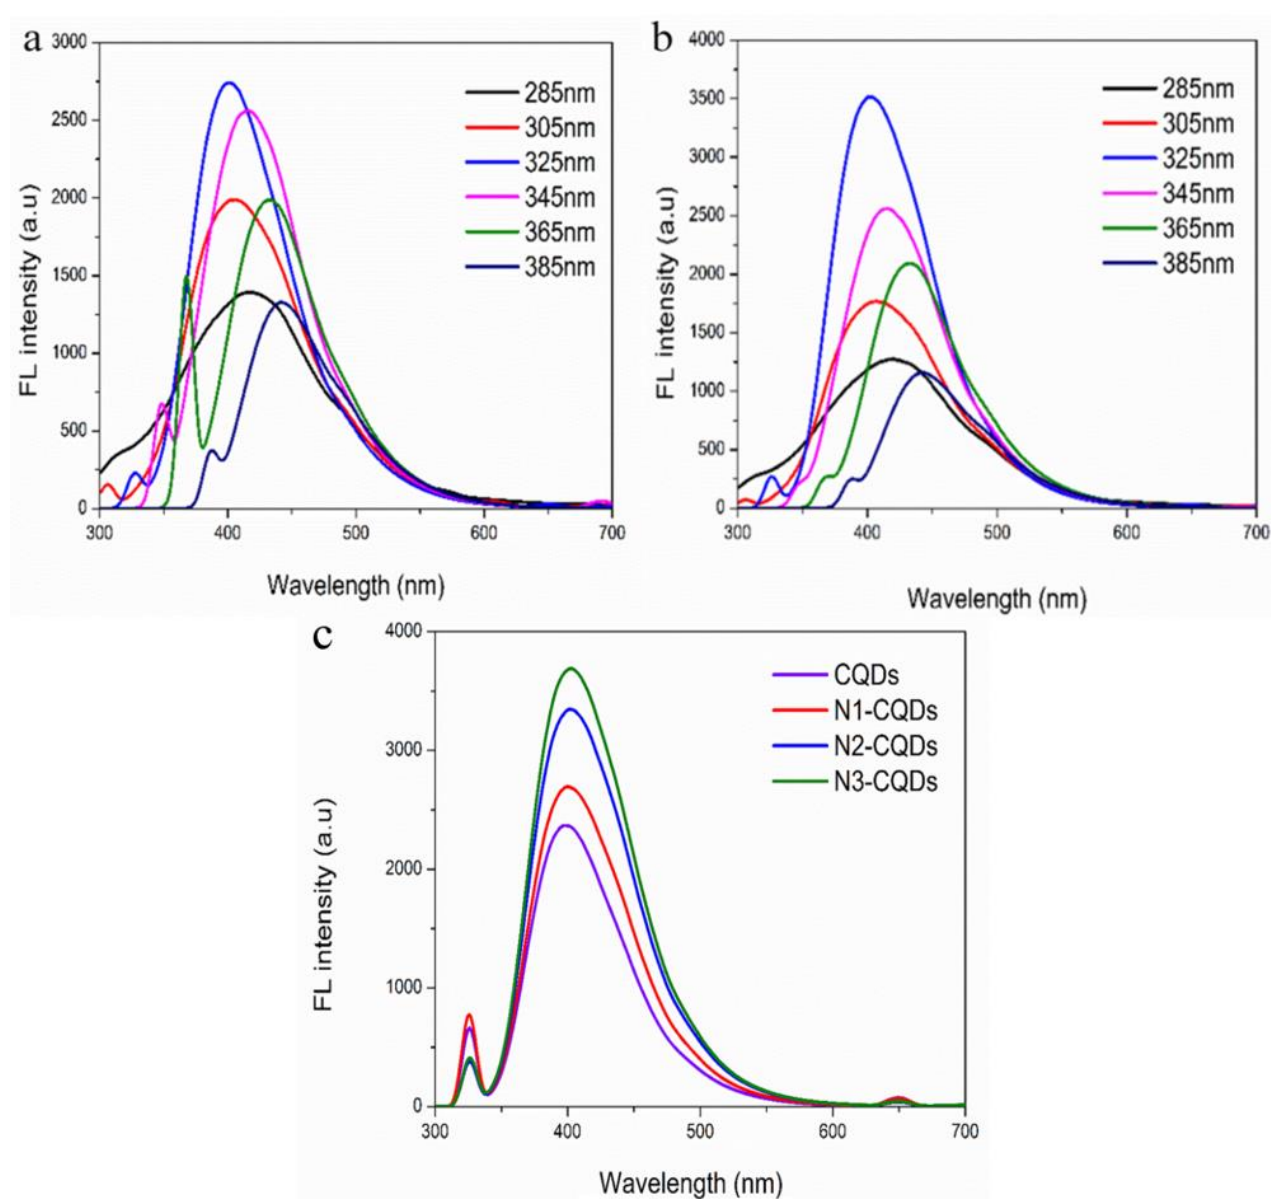 a
3000
2500
2000
1500
1000
500
0
FL intensity (a.u)
285nm
305nm
325nm
345nm
365nm
385nm
300 400 500 600 700
Wavelength (nm)
b
4000
3500
3000
2500
2000
1500
1000
500
0
FL intensity (a.u)
285nm
305nm
325nm
345nm
365nm
385nm
300 400 500 600 700
Wavelength (nm)
c
4000
3000
2000
1000
0
FL intensity (a.u)
CQDs
N1-CQDs
N2-CQDs
N3-CQDs
300 400 500 600 700
Wavelength (nm)